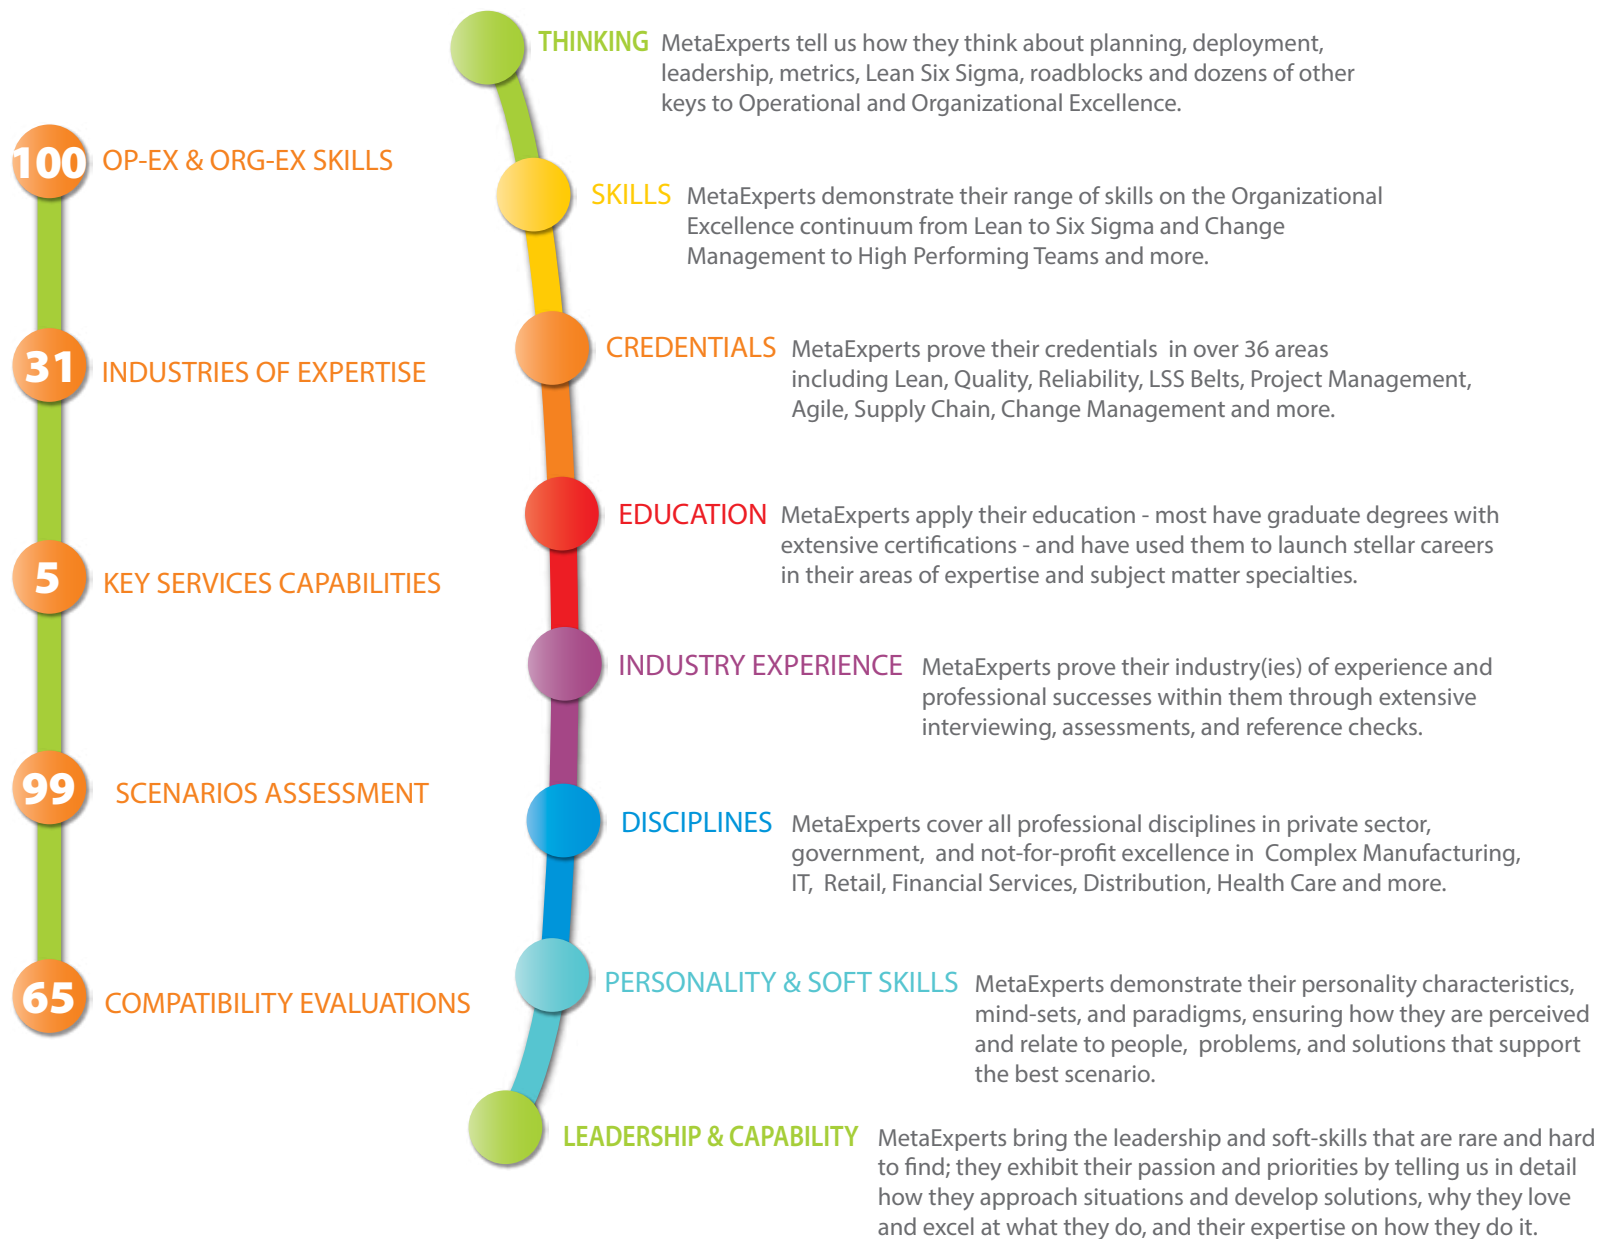 100 OP-EX & ORG-EX SKILLS
31 INDUSTRIES OF EXPERTISE
5 KEY SERVICES CAPABILITIES
99 SCENARIOS ASSESSMENT
65 COMPATIBILITY EVALUATIONS
THINKING MetaExperts tell us how they think about planning, deployment,
leadership, metrics, Lean Six Sigma, roadblocks and dozens of other
keys to Operational and Organizational Excellence.
SKILLS MetaExperts demonstrate their range of skills on the Organizational
Excellence continuum from Lean to Six Sigma and Change
Management to High Performing Teams and more.
CREDENTIALS MetaExperts prove their credentials in over 36 areas
including Lean, Quality, Reliability, LSS Belts, Project Management,
Agile, Supply Chain, Change Management and more.
EDUCATION MetaExperts apply their education - most have graduate degrees with
extensive certifications - and have used them to launch stellar careers
in their areas of expertise and subject matter specialties.
INDUSTRY EXPERIENCE MetaExperts prove their industry(ies) of experience and
professional successes within them through extensive
interviewing, assessments, and reference checks.
DISCIPLINES MetaExperts cover all professional disciplines in private sector,
government, and not-for-profit excellence in Complex Manufacturing,
IT, Retail, Financial Services, Distribution, Health Care and more.
PERSONALITY & SOFT SKILLS MetaExperts demonstrate their personality characteristics,
mind-sets, and paradigms, ensuring how they are perceived
and relate to people, problems, and solutions that support
the best scenario.
LEADERSHIP & CAPABILITY MetaExperts bring the leadership and soft-skills that are rare and hard
to find; they exhibit their passion and priorities by telling us in detail
how they approach situations and develop solutions, why they love
and excel at what they do, and their expertise on how they do it.